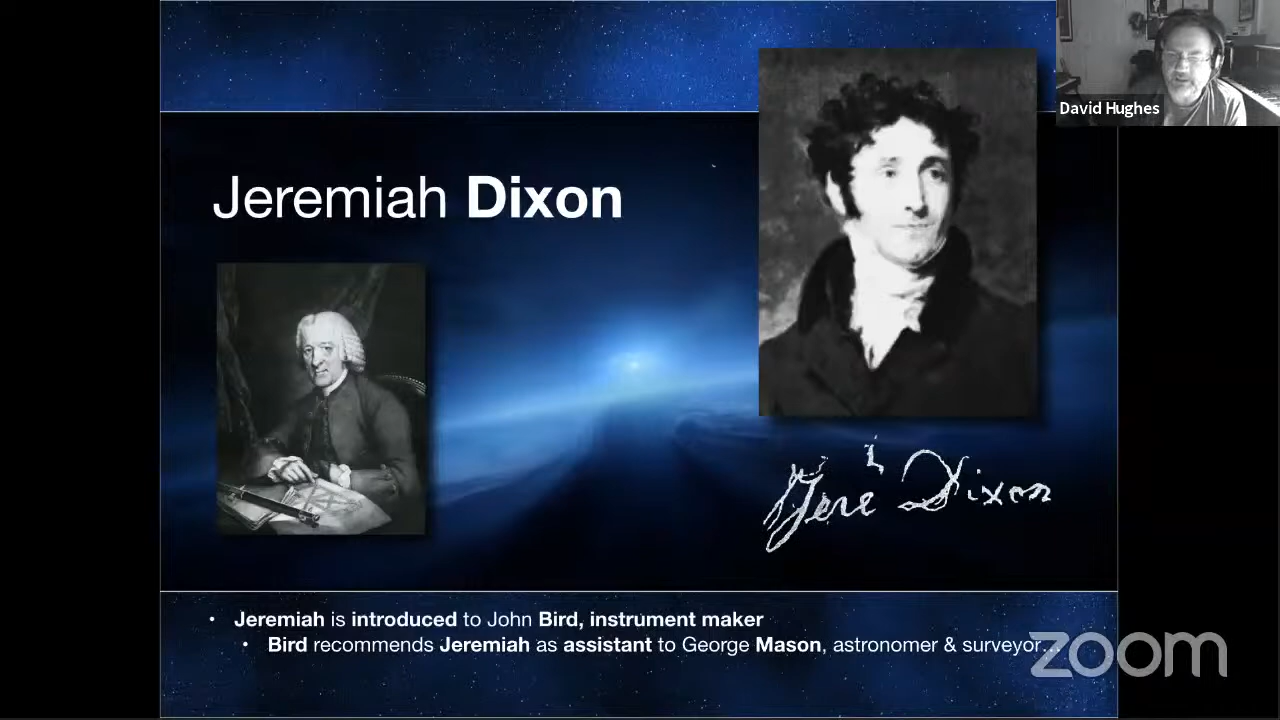 David Hughes
Jeremiah Dixon
Jere Dixon
• Jeremiah is introduced to John Bird, instrument maker
• Bird recommends Jeremiah as assistant to George Mason, astronomer & surveyor...
zoom